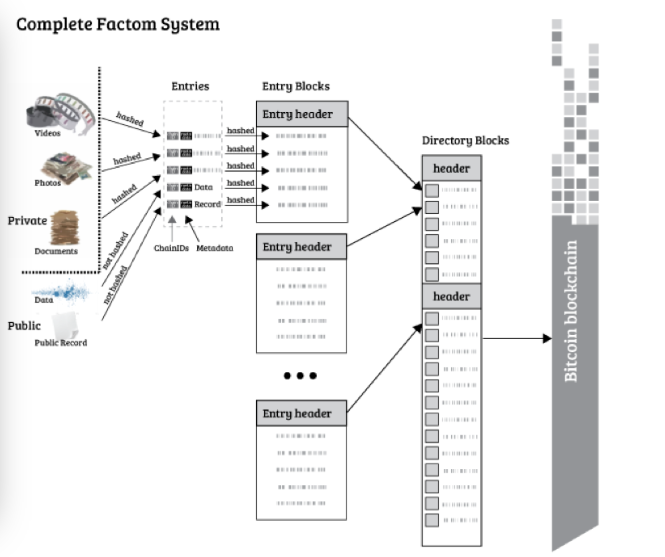 Complete Factom System
Entries
Entry Blocks
Directory Blocks
Videos
Photos
Private
Documents
Data
Public
Public Record
hashed
hashed
hashed
not hashed
not hashed
Data
Record
ChainIDs
Metadata
hashed
hashed
hashed
hashed
hashed
Entry header
Entry header
Entry header
header
header
Bitcoin blockchain